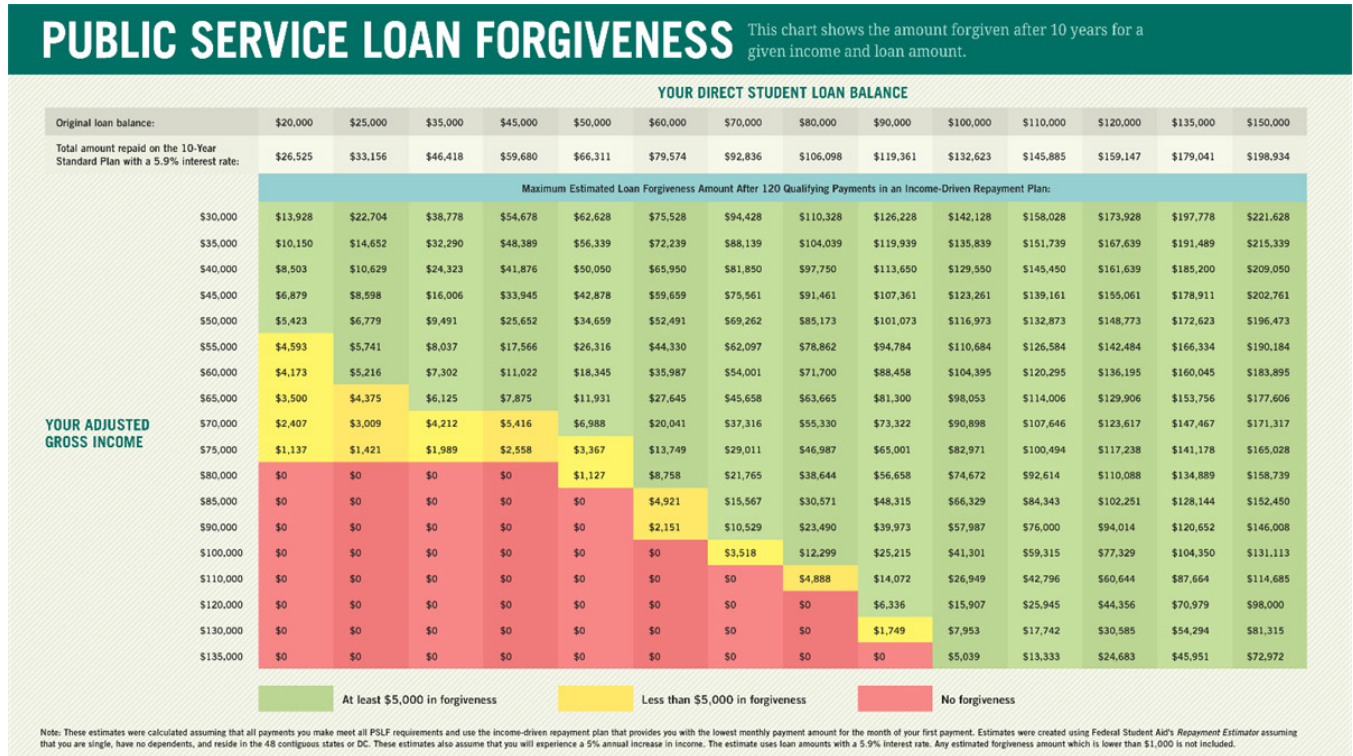 PUBLIC SERVICE LOAN FORGIVENESS
This chart shows the amount forgiven after 10 years for a
given income and loan amount.
YOUR DIRECT STUDENT LOAN BALANCE
Original loan balance: $20,000 $25,000 $35,000 $45,000 $50,000 $60,000 $70,000 $80,000 $90,000 $100,000 $110,000 $120,000 $135,000 $150,000
Total amount repaid on the 10-Year
Standard Plan with a 5.9% interest rate: $26,525 $33,156 $46,418 $59,680 $66,311 $79,574 $92,836 $106,098 $119,361 $132,623 $145,885 $159,147 $179,041 $198,934
Maximum Estimated Loan Forgiveness Amount After 120 Qualifying Payments in an Income-Driven Repayment Plan:
$30,000 $13,928 $22,704 $38,778 $54,678 $62,628 $75,528 $94,428 $110,328 $126,228 $142,128 $158,028 $173,928 $197,778 $221,628
$35,000 $10,150 $14,652 $32,290 $48,389 $56,339 $72,239 $88,139 $104,039 $119,939 $135,839 $151,739 $167,639 $191,489 $215,339
$40,000 $8,503 $10,629 $24,323 $41,876 $50,050 $65,950 $81,850 $97,750 $113,650 $129,550 $145,450 $161,639 $185,200 $209,050
$45,000 $6,879 $8,598 $16,006 $33,945 $42,878 $59,659 $75,561 $91,461 $107,361 $123,261 $139,161 $155,061 $178,911 $202,761
$50,000 $5,423 $6,779 $9,491 $25,652 $34,659 $52,491 $69,262 $85,173 $101,073 $116,973 $132,873 $148,773 $172,623 $196,473
$55,000 $4,593 $5,741 $8,037 $17,566 $26,316 $44,330 $62,097 $78,862 $94,784 $110,684 $126,584 $142,484 $166,334 $190,184
$60,000 $4,173 $5,216 $7,302 $11,022 $18,345 $35,987 $54,001 $71,700 $88,458 $104,395 $120,295 $136,195 $160,045 $183,895
$65,000 $3,500 $4,375 $6,125 $7,875 $11,931 $27,645 $45,658 $63,665 $81,300 $98,053 $114,006 $129,906 $153,756 $177,606
YOUR ADJUSTED
GROSS INCOME
$70,000 $2,407 $3,009 $4,212 $5,416 $6,988 $20,041 $37,316 $55,330 $73,322 $90,898 $107,646 $123,617 $147,467 $171,317
$75,000 $1,137 $1,421 $1,989 $2,558 $3,367 $13,749 $29,011 $46,987 $65,001 $82,971 $100,494 $117,238 $141,178 $165,028
$80,000 $0 $0 $0 $0 $1,127 $8,758 $21,765 $38,644 $56,658 $74,672 $92,614 $110,088 $134,889 $158,739
$85,000 $0 $0 $0 $0 $0 $4,921 $15,567 $30,571 $48,315 $66,329 $84,343 $102,251 $128,144 $152,450
$90,000 $0 $0 $0 $0 $0 $2,151 $10,529 $23,490 $39,973 $57,987 $76,000 $94,014 $120,652 $146,008
$100,000 $0 $0 $0 $0 $0 $0 $3,518 $12,299 $25,215 $41,301 $59,315 $77,329 $104,350 $131,113
$110,000 $0 $0 $0 $0 $0 $0 $0 $4,888 $14,072 $26,949 $42,796 $60,644 $87,664 $114,685
$120,000 $0 $0 $0 $0 $0 $0 $0 $0 $6,336 $15,907 $25,945 $44,356 $70,979 $98,000
$130,000 $0 $0 $0 $0 $0 $0 $0 $0 $1,749 $7,953 $17,742 $30,585 $54,294 $81,315
$135,000 $0 $0 $0 $0 $0 $0 $0 $0 $0 $5,039 $13,333 $24,683 $45,951 $72,972
At least $5,000 in forgiveness Less than $5,000 in forgiveness No forgiveness
Note: These estimates were calculated assuming that all payments you make meet all PSLF requirements and use the income-driven repayment plan that provides you with the lowest monthly payment amount for the month of your first payment. Estimates were created using Federal Student Aid's Repayment Estimator assuming
that you are single, have no dependents, and reside in the 48 contiguous states or DC. These estimates also assume that you will experience a 5% annual increase in income. The estimate uses loan amounts with a 5.9% interest rate. Any estimated forgiveness amount which is lower than $1,000 is not included.